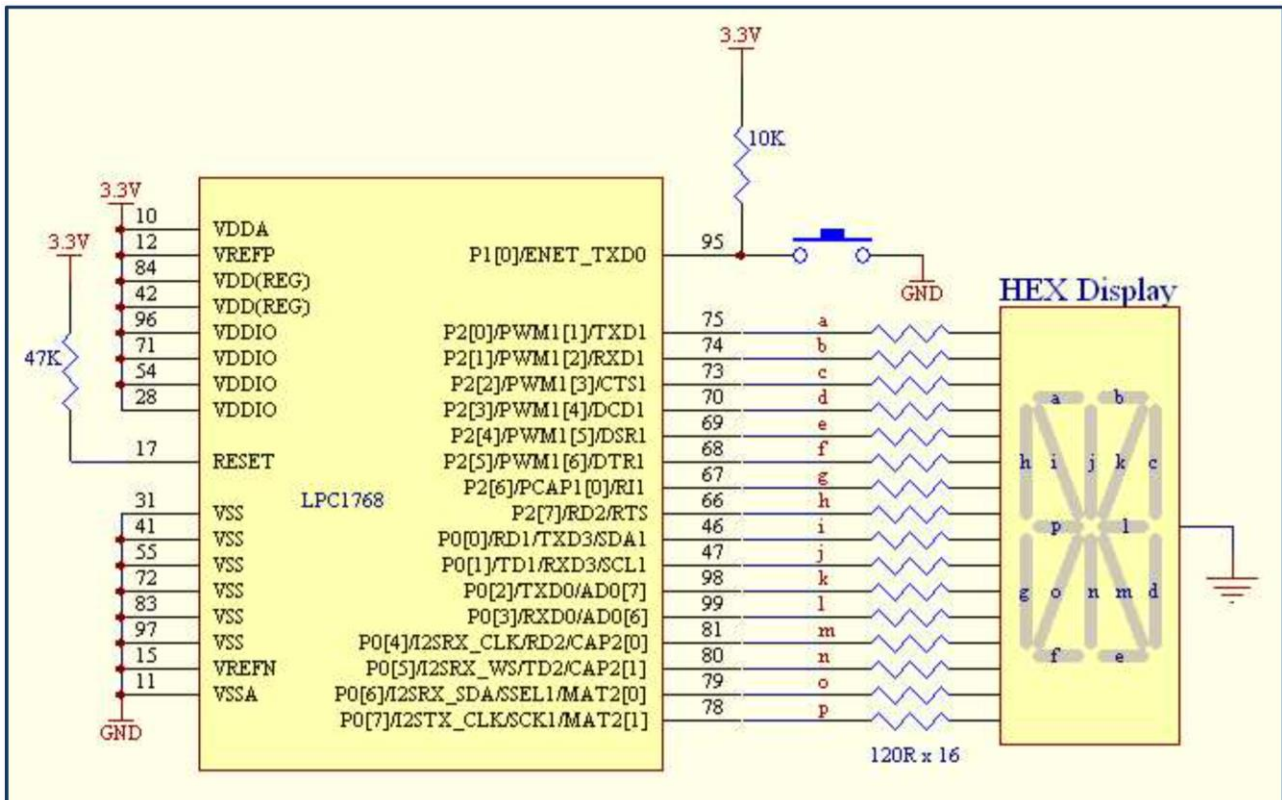 3.3V
10K
3.3V
10 VDDA
3.3V
12 VREFP
P1[0]/ENET_TXD0 95
84 VDD(REG)
GND
HEX Display
42 VDD(REG)
96 VDDIO
P2[0]/PWM1[1]/TXD1 75 a
47K
71 VDDIO
P2[1]/PWM1[2]/RXD1 74 b
54 VDDIO
P2[2]/PWM1[3]/CTS1 73 c
28 VDDIO
P2[3]/PWM1[4]/DCD1 70 d
a b
P2[4]/PWM1[5]/DSR1 69 e
17 RESET
P2[5]/PWM1[6]/DTR1 68 f
h i j k c
P2[6]/PCAP1[0]/RI1 67 g
LPC1768
31 VSS
P2[7]/RD2/RTS 66 h
41 VSS
P0[0]/RD1/TXD3/SDA1 46 i
p l
55 VSS
P0[1]/TD1/RXD3/SCL1 47 j
72 VSS
P0[2]/TXD0/AD0[7] 98 k
g o n m d
83 VSS
P0[3]/RXD0/AD0[6] 99 l
97 VSS
P0[4]/I2SRX_CLK/RD2/CAP2[0] 81 m
15 VREFN
P0[5]/I2SRX_WS/TD2/CAP2[1] 80 n
f e
11 VSSA
P0[6]/I2SRX_SDA/SSEL1/MAT2[0] 79 o
P0[7]/I2STX_CLK/SCK1/MAT2[1] 78 p
GND
120R x 16